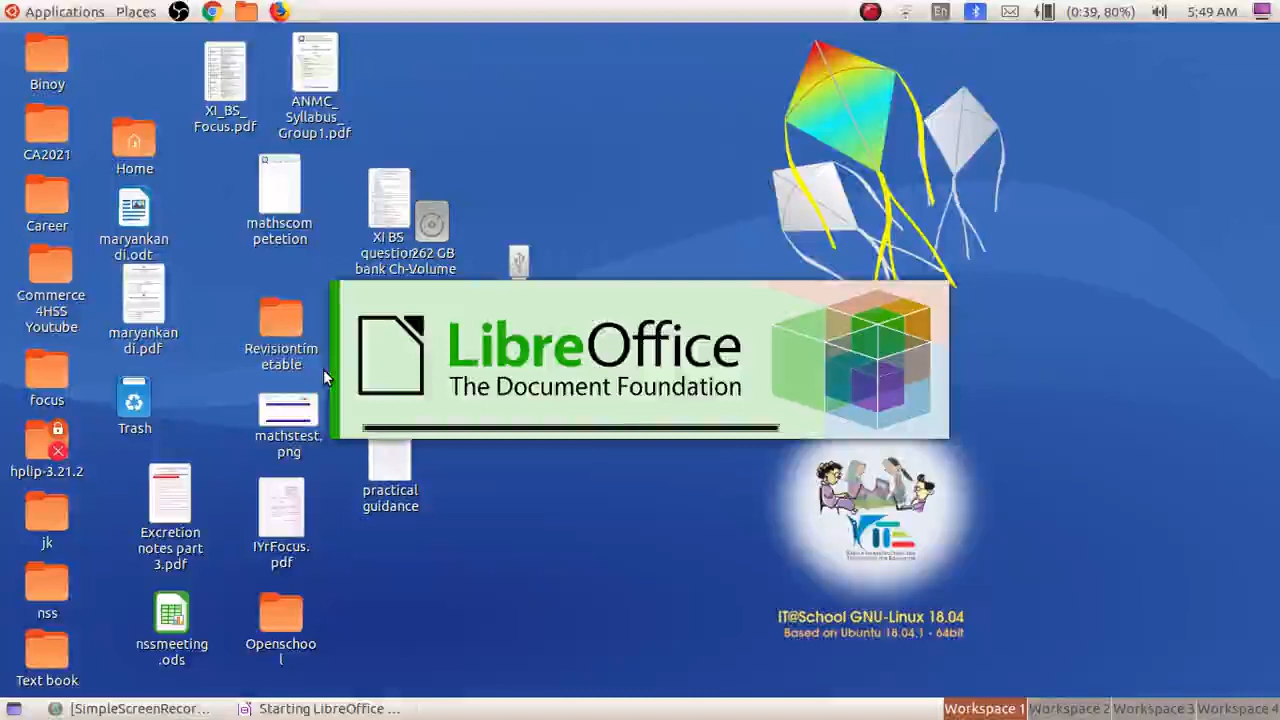 Applications Places
En
(0:39, 80%)
:49 AM
Binoy
CA2021
Career
Commerce
4HSS
Youtube
focus
hplip-3.21.2
jk
nss
Text book
Home
maryankan
di.odt
maryankan
di.pdf
Trash
Excretion
notes part
3.pdf
nssmeeting
.ods
XI_BS_
Focus.pdf
ANMC_
Syllabus_
Group1.pdf
mathscom
petetion
Revisiontim
etable
mathstest.
png
IYrFocus.
pdf
Openschoo
l
XI BS
question
bank Ch-
262 GB
Volume
practical
guidance
LibreOffice
The Document Foundation
IT@School GNU-Linux 18.04
Based on Ubuntu 18.04.1 - 64bit
[SimpleScreenRecor...
Starting LibreOffice ...
Workspace 1
Workspace 2
Workspace 3
Workspace 4